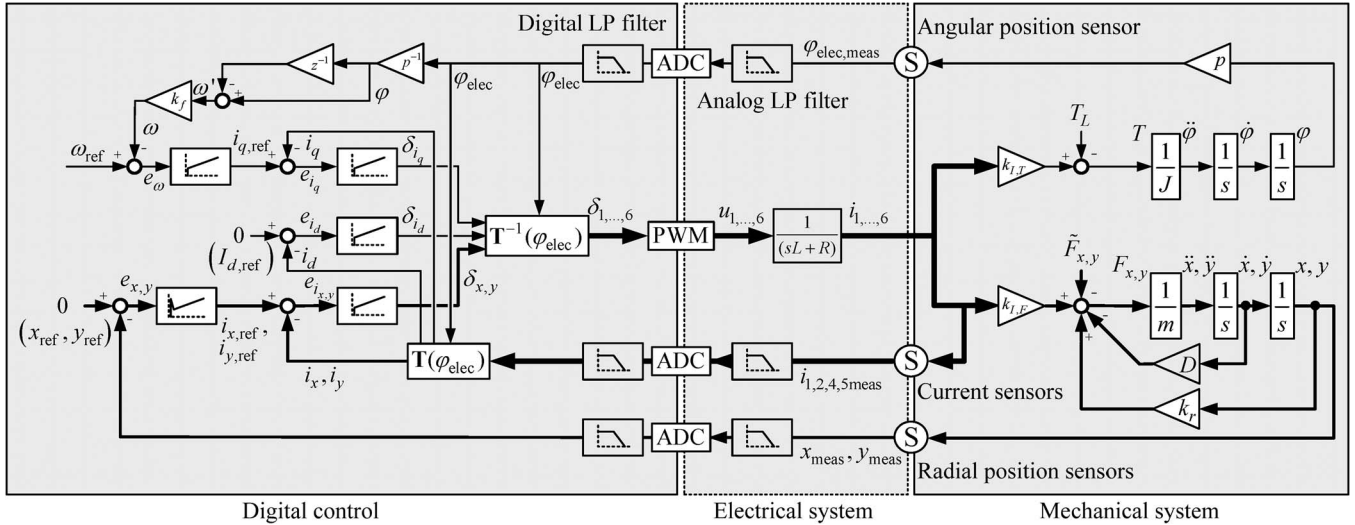 Digital LP filter
Angular position sensor
z⁻¹
p⁻¹
ADC
φelec,meas
S
p
φelec
φelec
Analog LP filter
kf
ω'
-
+
φ
ω
TL
T
φ̈
φ̇
φ
ωref
+
-
eω
iq,ref
+
-
iq
eiq
δiq
kI,T
+
-
1/J
1/s
1/s
0
(Id,ref)
+
-
id
eid
δid
T⁻¹(φelec)
δ1,...,6
PWM
u1,...,6
1/(sL+R)
i1,...,6
F̃x,y
Fx,y
ẍ, ÿ
ẋ, ẏ
x, y
0
(xref, yref)
+
-
ex,y
ix,ref,
iy,ref
+
-
eix,y
δx,y
kI,F
+
-
-
+
1/m
1/s
1/s
ix, iy
T(φelec)
ADC
i1,2,4,5meas
S
Current sensors
D
kr
ADC
xmeas, ymeas
S
Radial position sensors
Digital control
Electrical system
Mechanical system